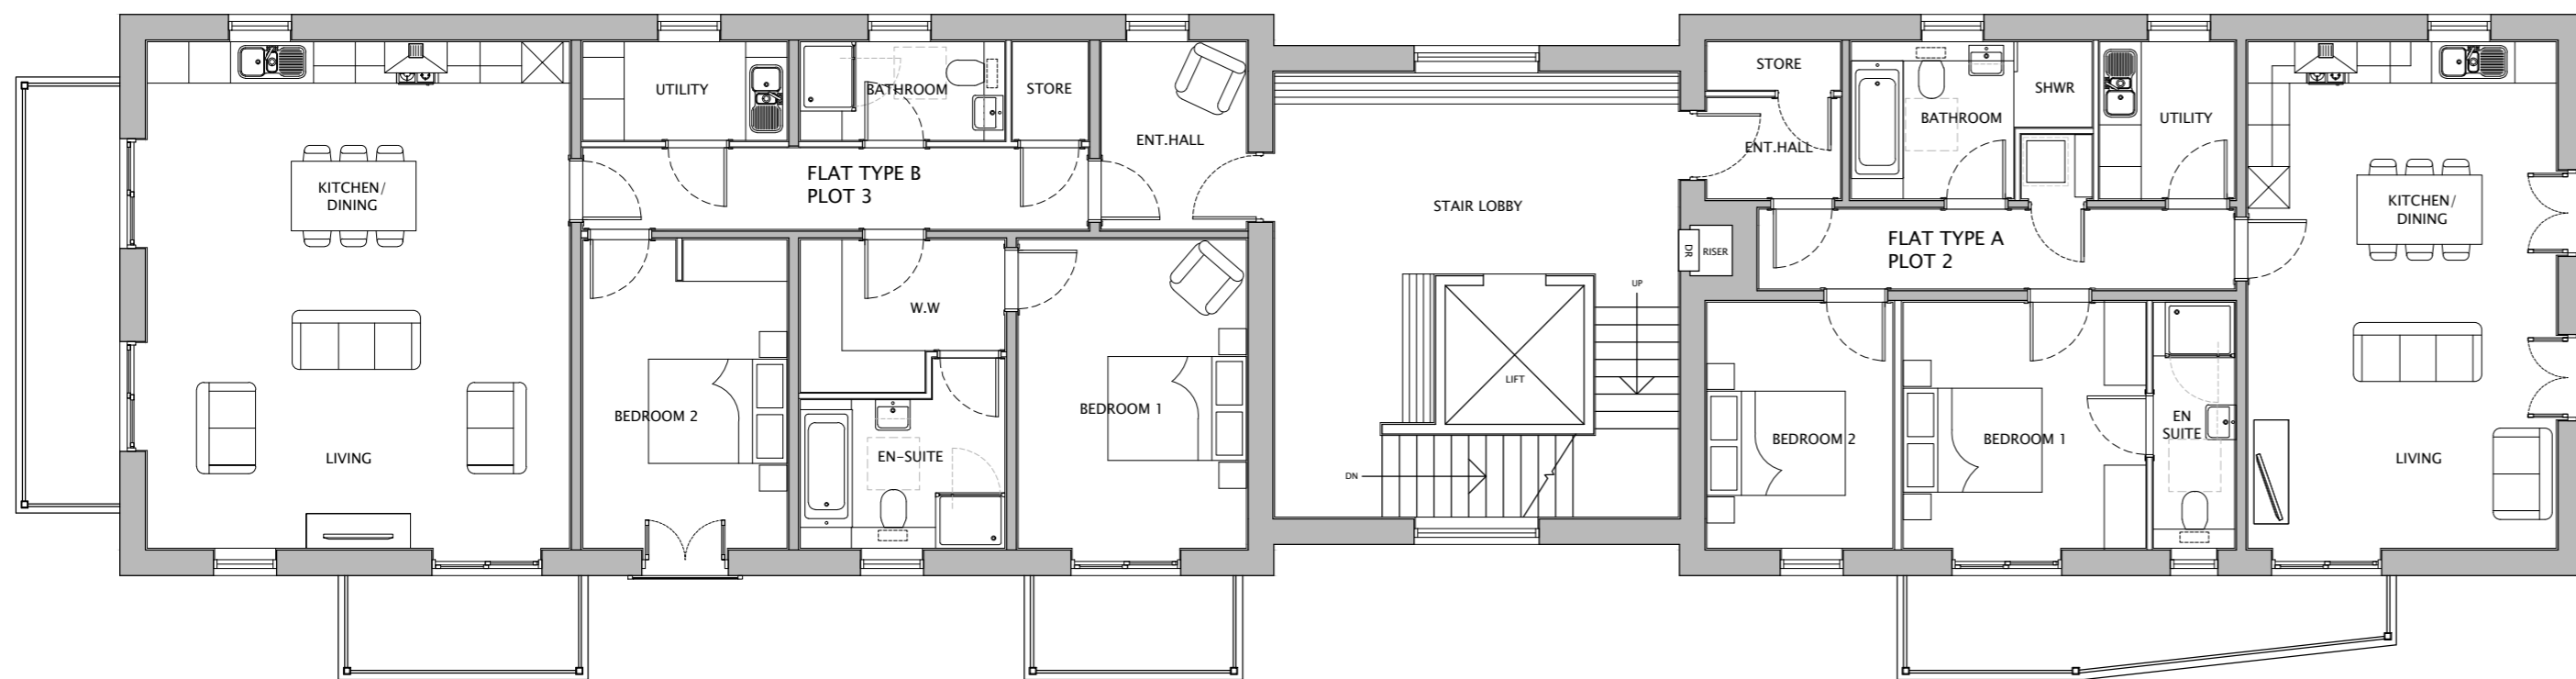 UTILITY
BATHROOM
STORE
ENT.HALL
FLAT TYPE B
PLOT 3
KITCHEN/
DINING
LIVING
BEDROOM 2
W.W
EN-SUITE
BEDROOM 1
STAIR LOBBY
LIFT
UP
DN
STORE
ENT.HALL
DR
RISER
BATHROOM
SHWR
UTILITY
FLAT TYPE A
PLOT 2
KITCHEN/
DINING
BEDROOM 2
BEDROOM 1
EN
SUITE
LIVING